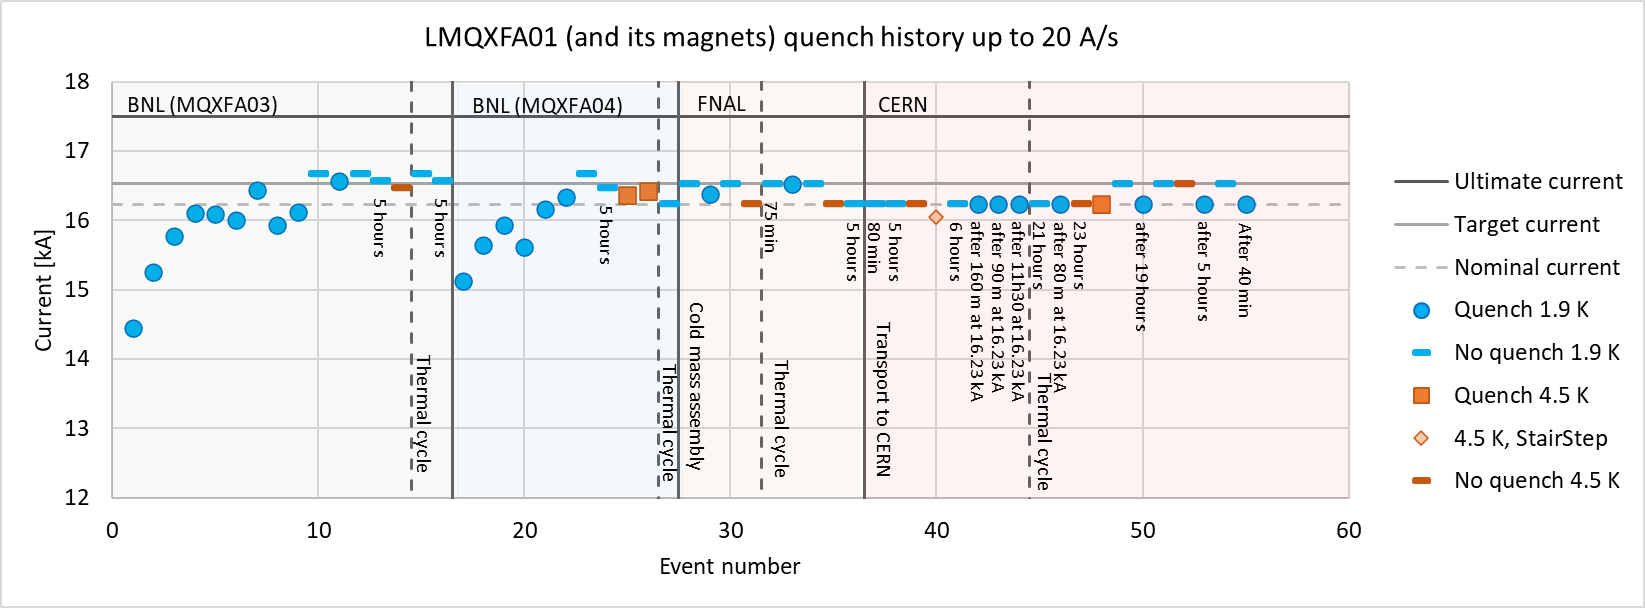 LMQXFA01 (and its magnets) quench history up to 20 A/s
18
17
16
15
14
13
12
Current [kA]
BNL (MQXFA03)
BNL (MQXFA04)
FNAL
CERN
5 hours
5 hours
5 hours
75min
5 hours
80 min
5 hours
6 hours
after 160 m at 16.23 kA
after 90 m at 16.23 kA
after 11h30 at 16.23 kA
21 hours
after 80 m at 16.23 kA
23 hours
after 19 hours
after 5 hours
After 40 min
Thermal cycle
Thermal cycle
Cold mass assembly
Thermal cycle
Transport to CERN
Thermal cycle
0
10
20
30
40
50
60
Event number
Ultimate current
Target current
Nominal current
Quench 1.9 K
No quench 1.9 K
Quench 4.5 K
4.5 K, StairStep
No quench 4.5 K